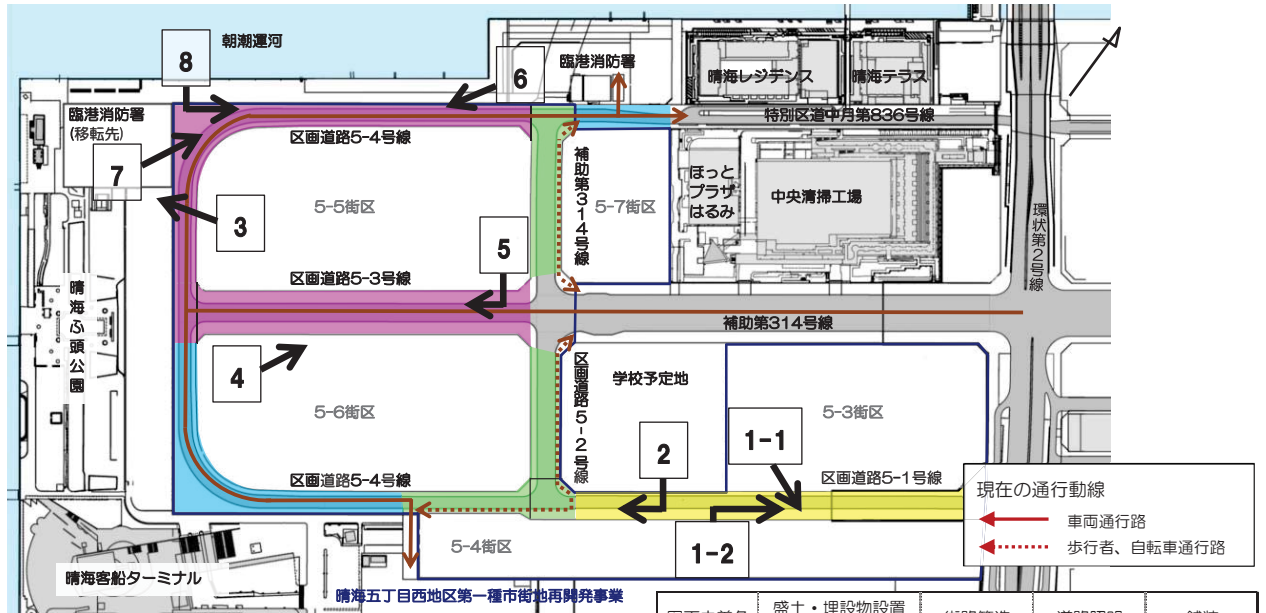 8
朝潮運河
6
臨港消防署
晴海レジデンス
晴海テラス
臨港消防署
(移転先)
7
3
区画道路5-4号線
特別区道中月第836号線
補助第314号線
5-5街区
5-7街区
ほっと
プラザ
はるみ
中央清掃工場
環状第2号線
5
区画道路5-3号線
晴海ふ頭公園
補助第314号線
4
区画道路5-2号線
学校予定地
5-6街区
5-3街区
2
1-1
区画道路5-4号線
区画道路5-1号線
現在の通行動線
車両通行路
歩行者、自転車通行路
5-4街区
1-2
晴海客船ターミナル
晴海五丁目西地区第一種市街地再開発事業
盛土・埋設物設置